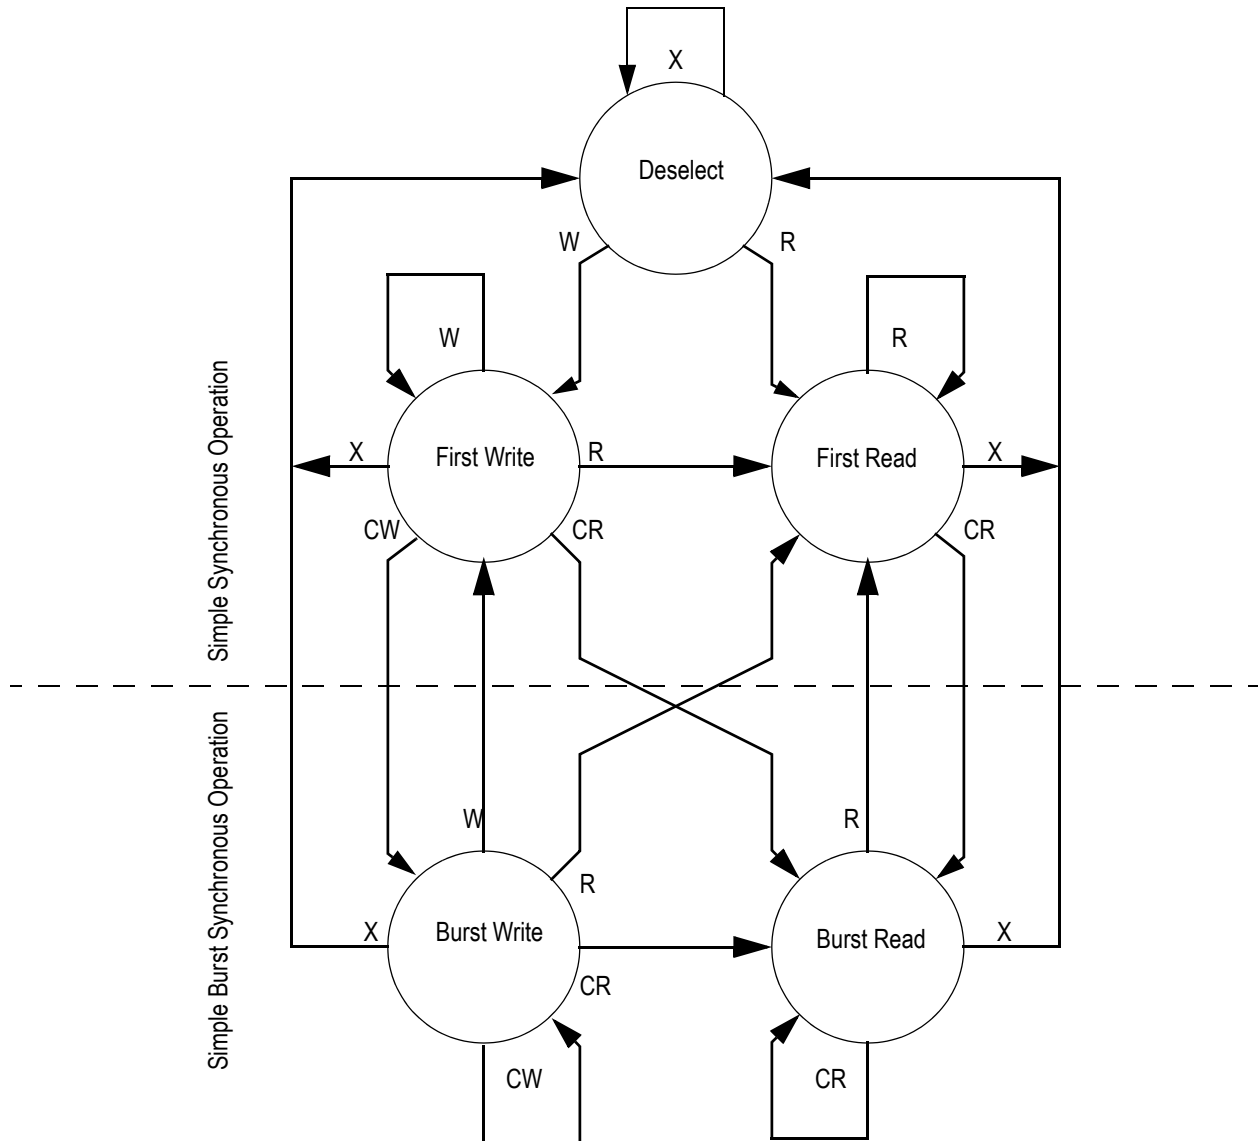 X
Deselect
W
R
W
R
Simple Synchronous Operation
X
First Write
R
First Read
X
CW
CR
CR
Simple Burst Synchronous Operation
W
R
R
X
Burst Write
Burst Read
X
CR
CW
CR